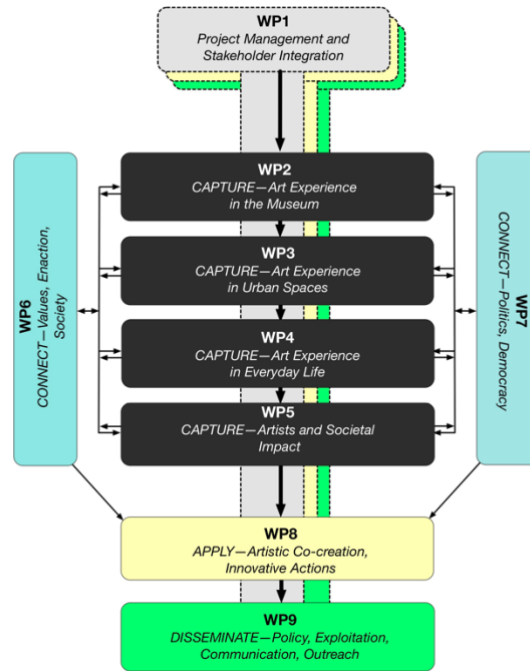 WP1
Project Management and
Stakeholder Integration
WP2
CAPTURE—Art Experience
in the Museum
WP3
CAPTURE—Art Experience
in Urban Spaces
WP4
CAPTURE—Art Experience
in Everyday Life
WP5
CAPTURE—Artists and Societal
Impact
WP6
CONNECT—Values, Enaction,
Society
WP7
CONNECT—Politics, Democracy
WP8
APPLY—Artistic Co-creation,
Innovative Actions
WP9
DISSEMINATE—Policy, Exploitation,
Communication, Outreach